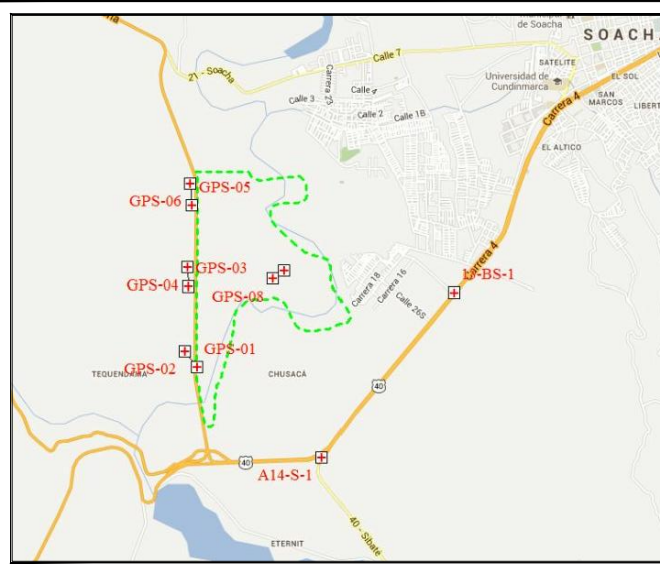 de Soacha
SOACHA
21 - Soacha
Calle 7
SATELITE
Universidad de
Cundinmarca
EL SOL
SAN
MARCOS
Carrera 23
Calle 4
Calle 3
Calle 2
Calle 1B
Carrera 4
EL ALTICO
GPS-05
GPS-06
Carrera 4
GPS-03
GPS-04
GPS-08
Carrera 18
Carrera 16
Calle 26S
GPS-01
GPS-02
TEQUENDAMA
CHUSACÁ
40
A14-S-1
40
40 - Sibaté
ETERNIT